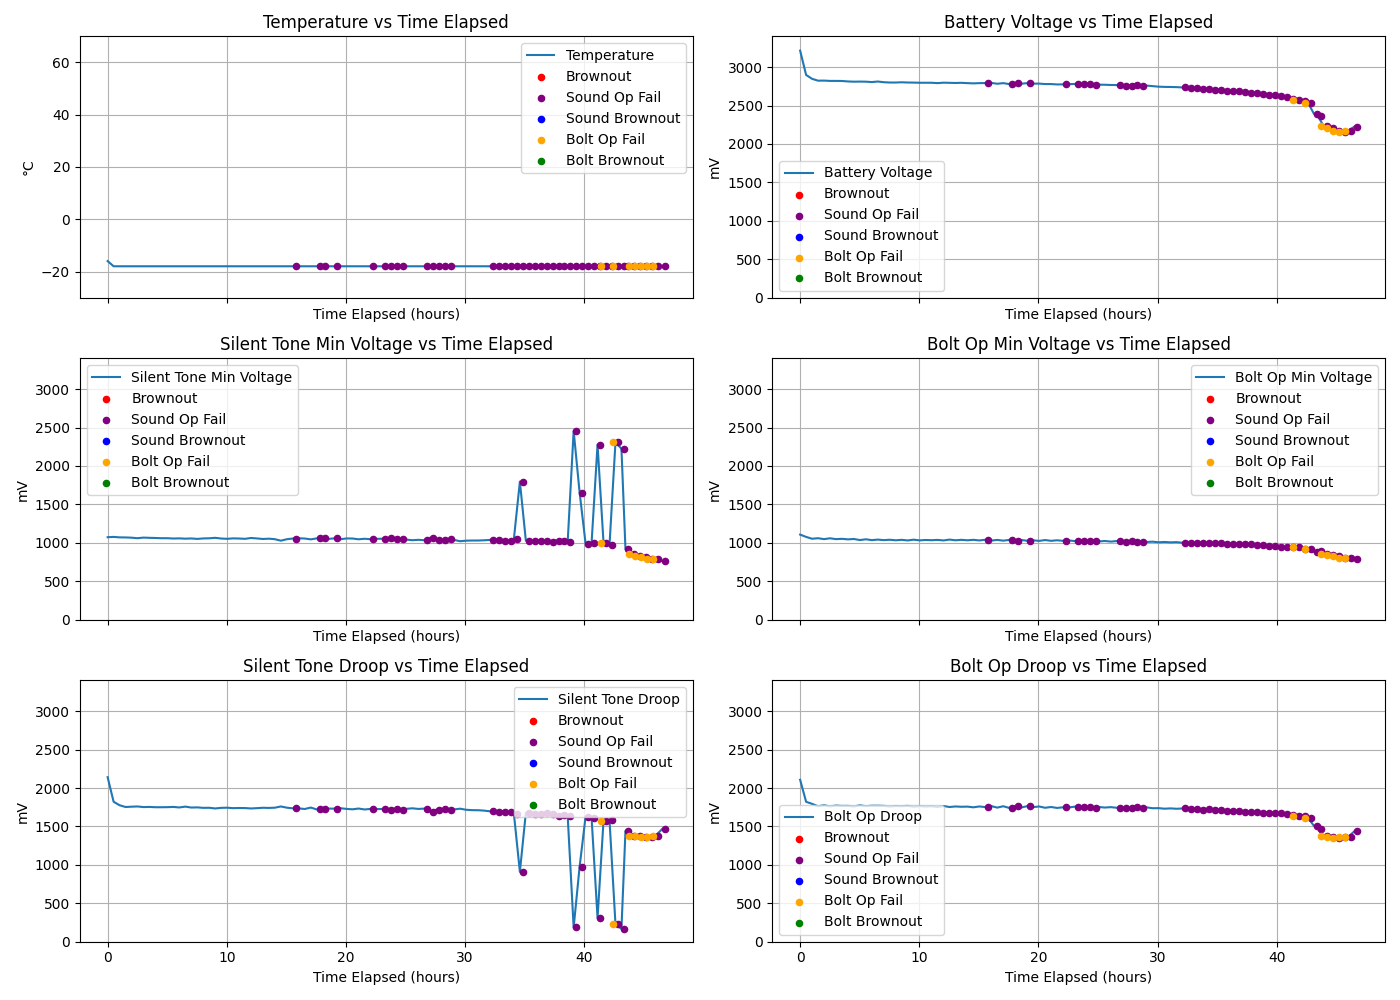 Temperature vs Time Elapsed
60
40
20
0
−20
°C
Temperature
Brownout
Sound Op Fail
Sound Brownout
Bolt Op Fail
Bolt Brownout
Time Elapsed (hours)
Battery Voltage vs Time Elapsed
3000
2500
2000
1500
1000
500
0
mV
Battery Voltage
Brownout
Sound Op Fail
Sound Brownout
Bolt Op Fail
Bolt Brownout
Time Elapsed (hours)
Silent Tone Min Voltage vs Time Elapsed
3000
2500
2000
1500
1000
500
0
mV
Silent Tone Min Voltage
Brownout
Sound Op Fail
Sound Brownout
Bolt Op Fail
Bolt Brownout
Time Elapsed (hours)
Bolt Op Min Voltage vs Time Elapsed
3000
2500
2000
1500
1000
500
0
mV
Bolt Op Min Voltage
Brownout
Sound Op Fail
Sound Brownout
Bolt Op Fail
Bolt Brownout
Time Elapsed (hours)
Silent Tone Droop vs Time Elapsed
3000
2500
2000
1500
1000
500
0
mV
Silent Tone Droop
Brownout
Sound Op Fail
Sound Brownout
Bolt Op Fail
Bolt Brownout
0 10 20 30 40
Time Elapsed (hours)
Bolt Op Droop vs Time Elapsed
3000
2500
2000
1500
1000
500
0
mV
Bolt Op Droop
Brownout
Sound Op Fail
Sound Brownout
Bolt Op Fail
Bolt Brownout
0 10 20 30 40
Time Elapsed (hours)